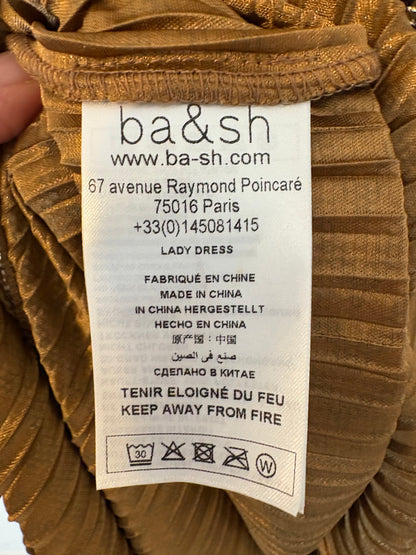 ba&sh
www.ba-sh.com
67 avenue Raymond Poincaré
75016 Paris
+33(0)145081415
LADY DRESS
FABRIQUÉ EN CHINE
MADE IN CHINA
IN CHINA HERGESTELLT
HECHO EN CHINA
原产国：中国
صنع في الصين
СДЕЛАНО В КИТАЕ
TENIR ELOIGNÉ DU FEU
KEEP AWAY FROM FIRE
30 W